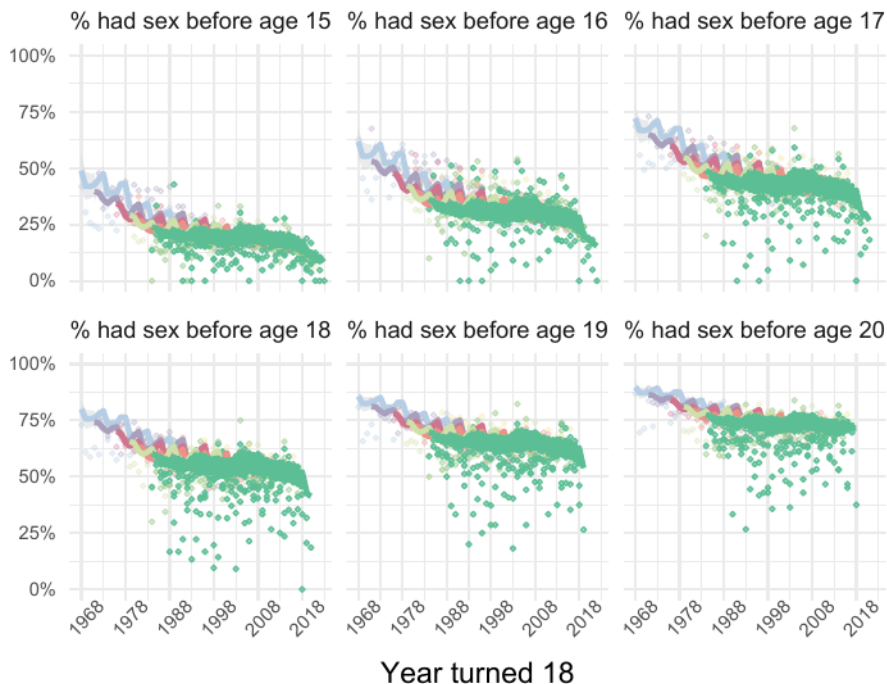 % had sex before age 15 % had sex before age 16 % had sex before age 17
100%
75%
50%
25%
0%
% had sex before age 18 % had sex before age 19 % had sex before age 20
100%
75%
50%
25%
0%
1968 1978 1988 1998 2008 2018 1968 1978 1988 1998 2008 2018 1968 1978 1988 1998 2008 2018
Year turned 18